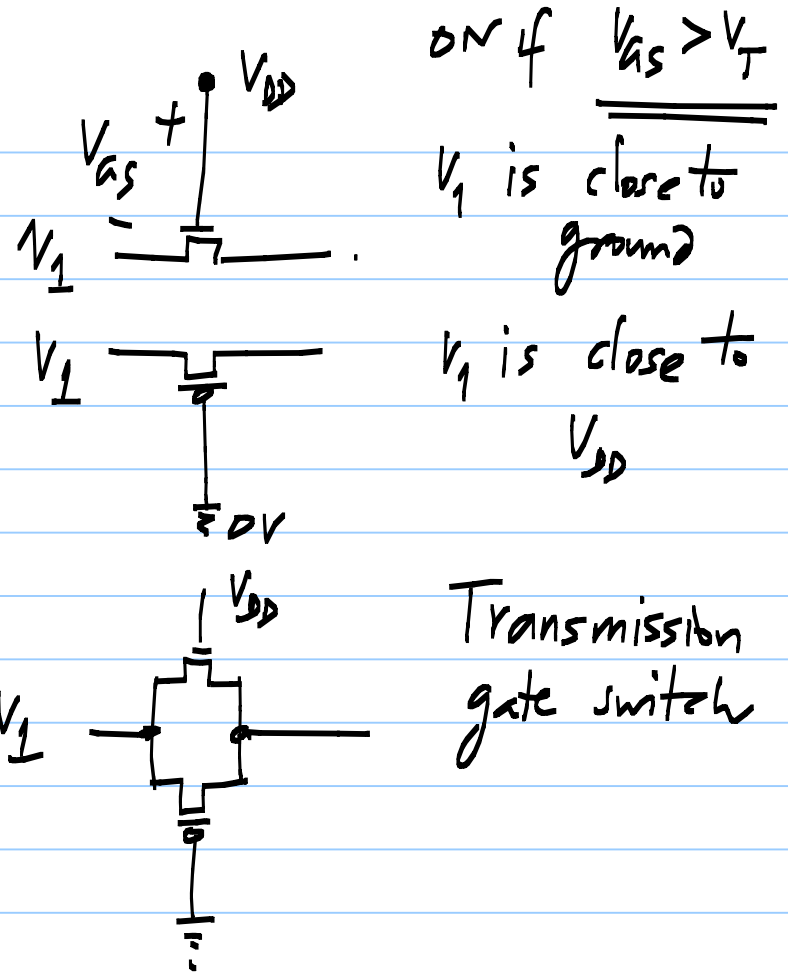 ON if V_GS > V_T
V_DD
+
V_GS
-
V_1 is close to
ground
V_1
V_1
V_1 is close to
V_DD
0V
V_DD
Transmission
gate switch
V_1